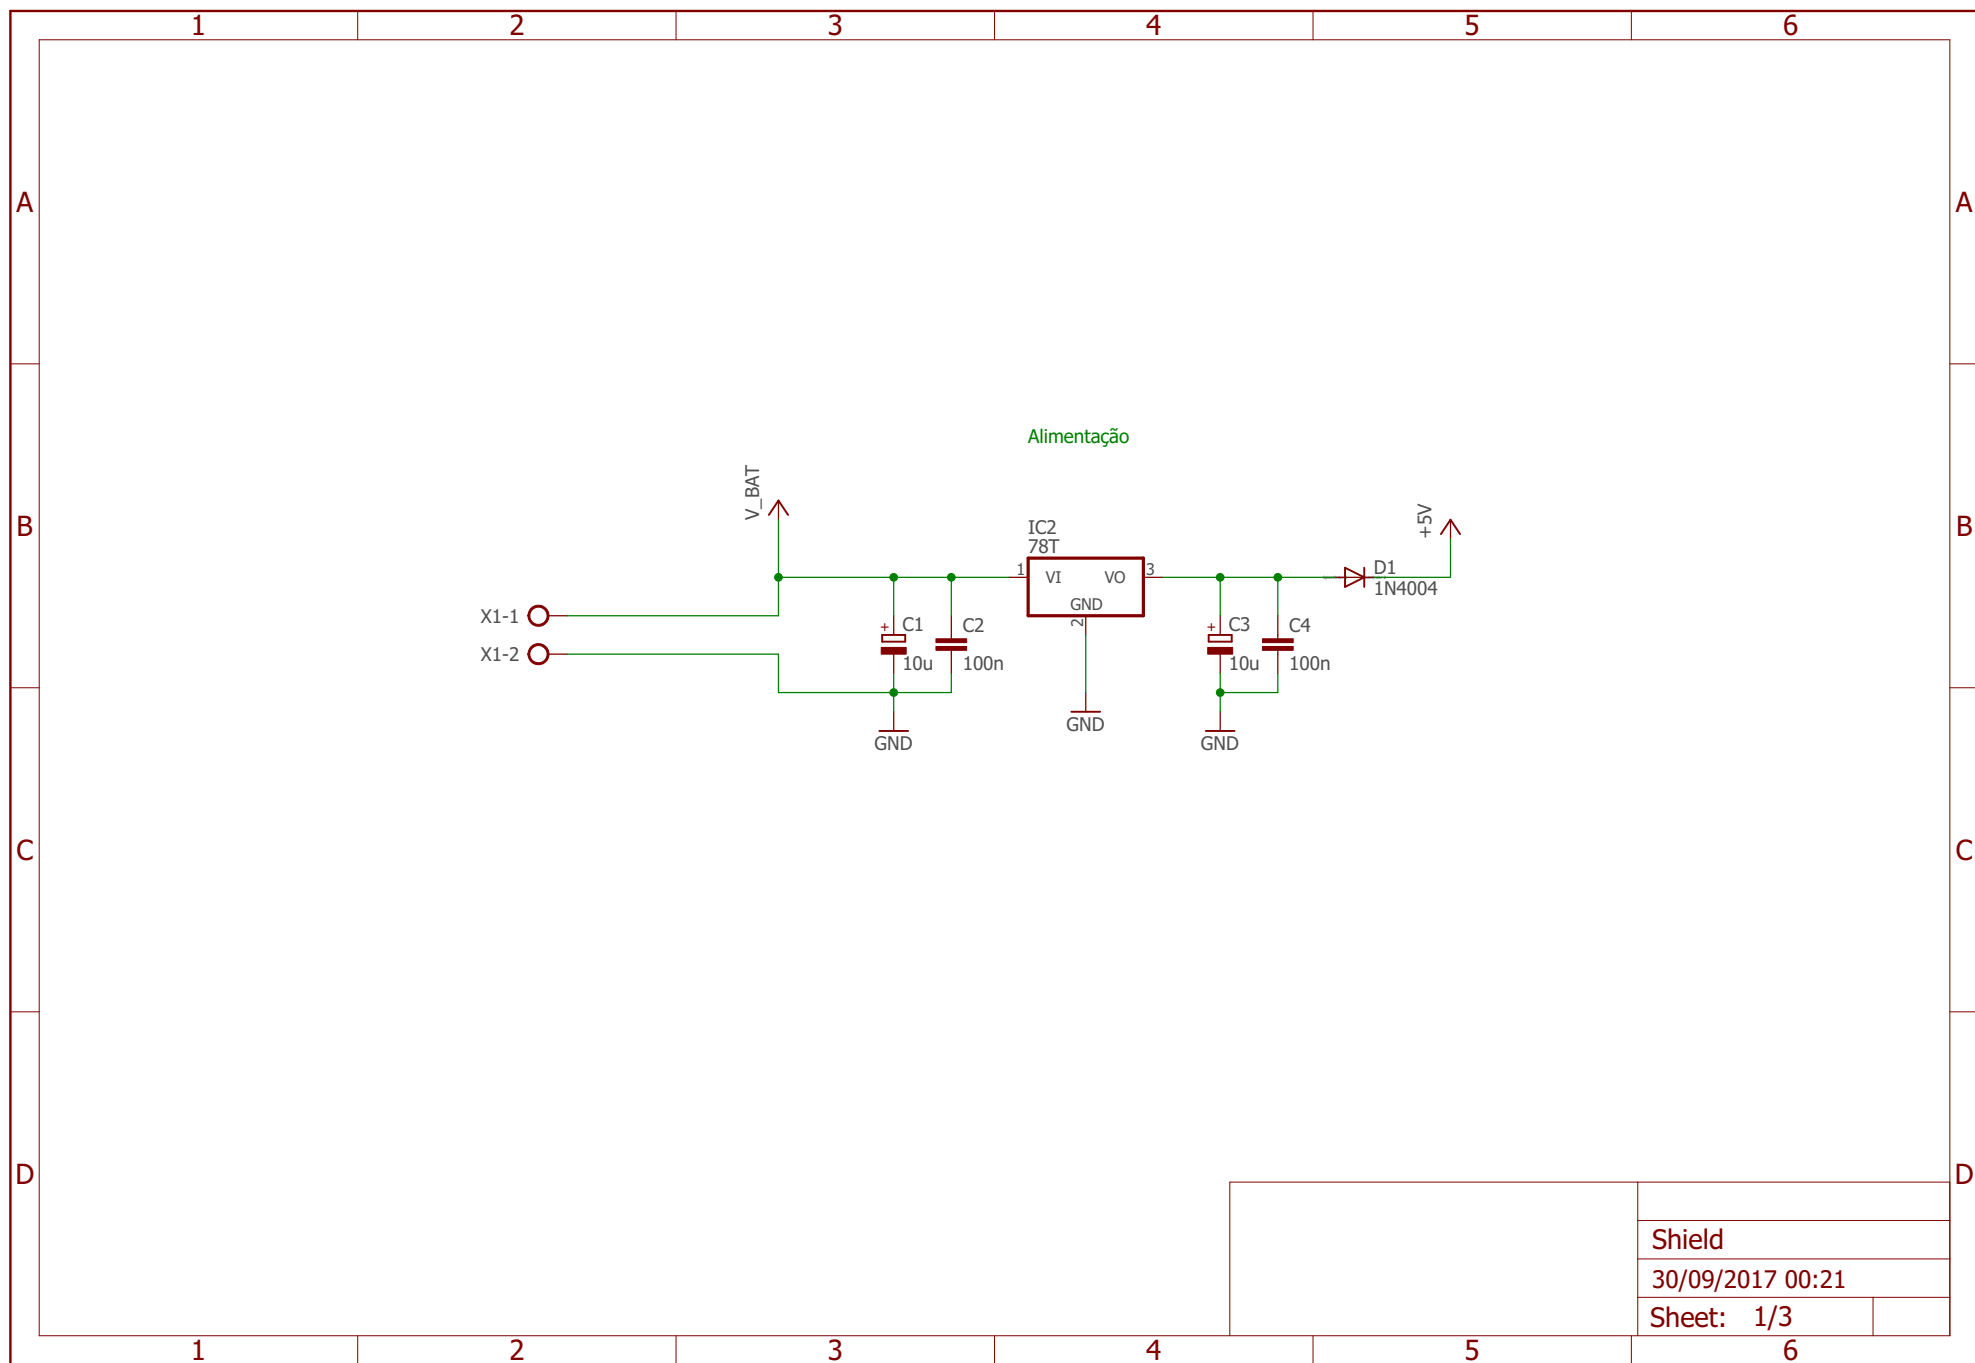 1 2 3 4 5 6
A A
Alimentação
V_BAT
+5V
B B
IC2
78T
1 VI VO 3
GND
2
D1
1N4004
X1-1
X1-2
+ C1
10u
C2
100n
+ C3
10u
C4
100n
GND
GND
GND
C C
D D
Shield
30/09/2017 00:21
Sheet: 1/3
1 2 3 4 5 6